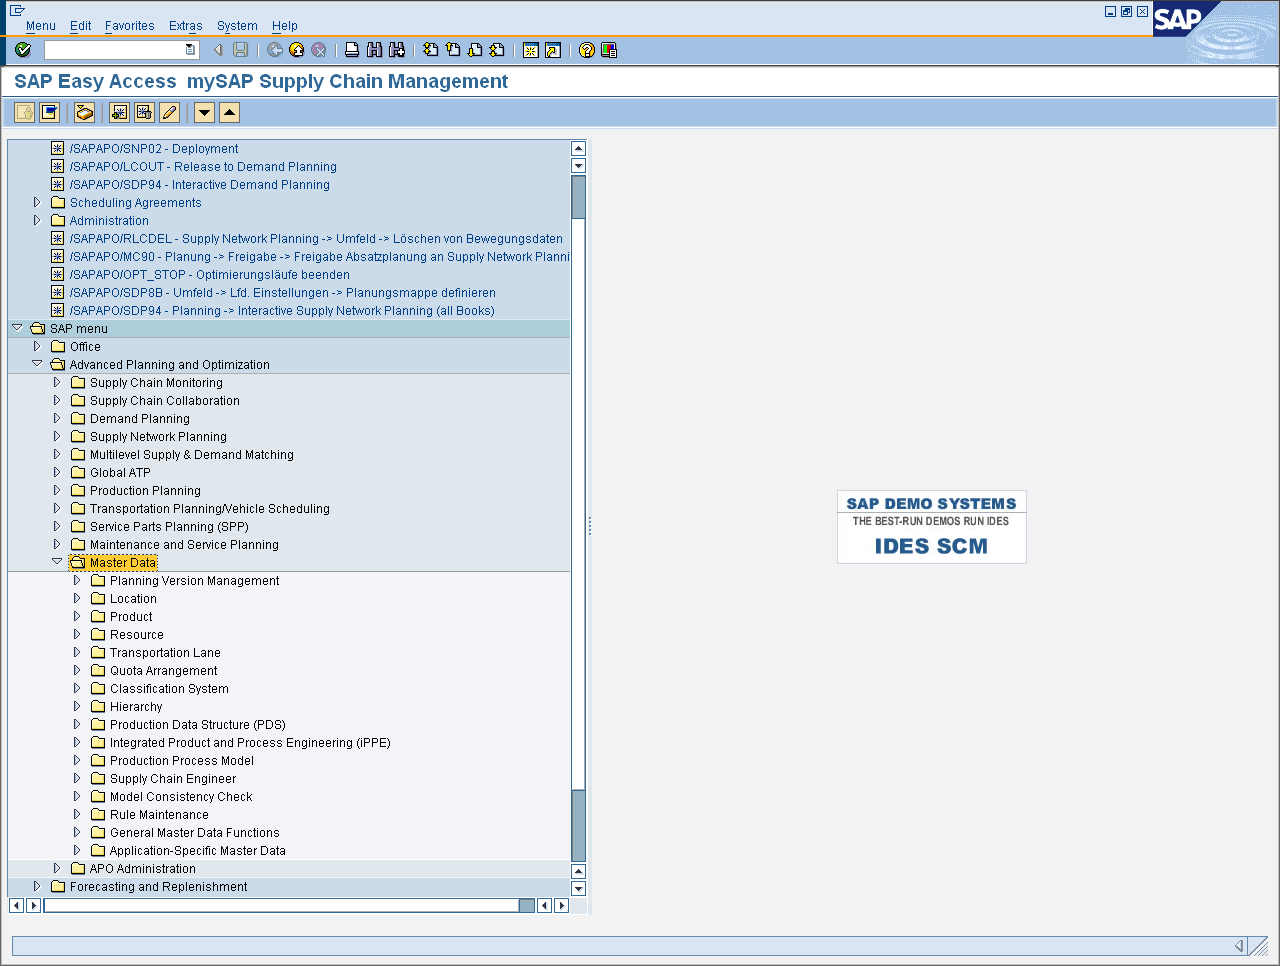 Menu Edit Favorites Extras System Help
SAP
SAP Easy Access mySAP Supply Chain Management
/SAPAPO/SNP02 - Deployment
/SAPAPO/LCOUT - Release to Demand Planning
/SAPAPO/SDP94 - Interactive Demand Planning
Scheduling Agreements
Administration
/SAPAPO/RLCDEL - Supply Network Planning -> Umfeld -> Löschen von Bewegungsdaten
/SAPAPO/MC90 - Planung -> Freigabe -> Freigabe Absatzplanung an Supply Network Planni
/SAPAPO/OPT_STOP - Optimierungsläufe beenden
/SAPAPO/SDP8B - Umfeld -> Lfd. Einstellungen -> Planungsmappe definieren
/SAPAPO/SDP94 - Planning -> Interactive Supply Network Planning (all Books)
SAP menu
Office
Advanced Planning and Optimization
Supply Chain Monitoring
Supply Chain Collaboration
Demand Planning
Supply Network Planning
Multilevel Supply & Demand Matching
Global ATP
Production Planning
Transportation Planning/Vehicle Scheduling
Service Parts Planning (SPP)
Maintenance and Service Planning
Master Data
Planning Version Management
Location
Product
Resource
Transportation Lane
Quota Arrangement
Classification System
Hierarchy
Production Data Structure (PDS)
Integrated Product and Process Engineering (iPPE)
Production Process Model
Supply Chain Engineer
Model Consistency Check
Rule Maintenance
General Master Data Functions
Application-Specific Master Data
APO Administration
Forecasting and Replenishment
SAP DEMO SYSTEMS
THE BEST-RUN DEMOS RUN IDES
IDES SCM